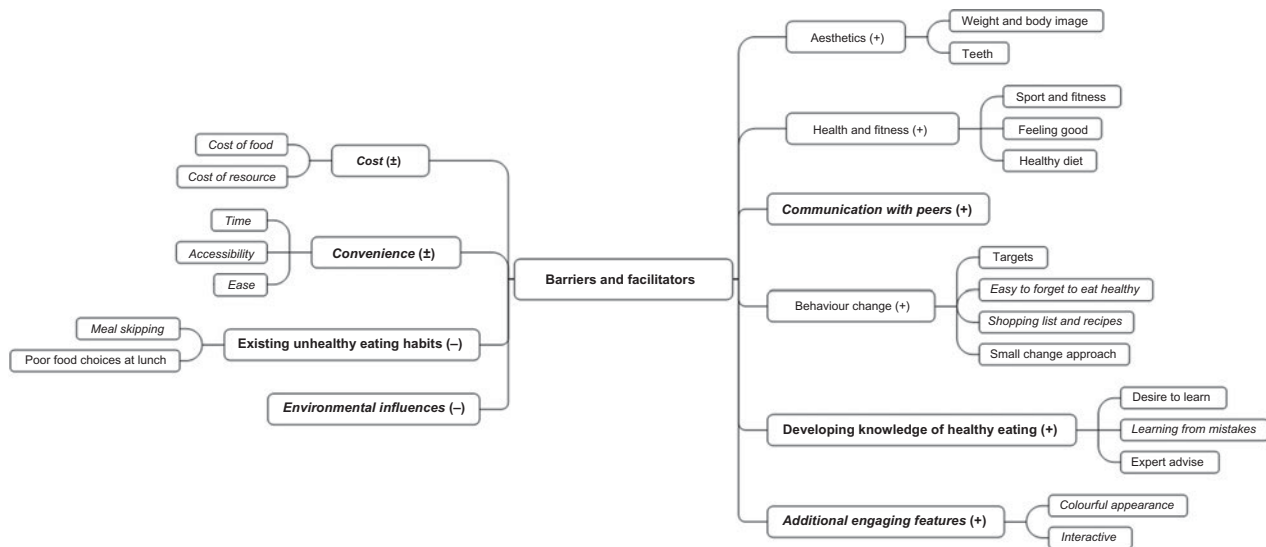 Barriers and facilitators
Cost (±)
Cost of food
Cost of resource
Convenience (±)
Time
Accessibility
Ease
Existing unhealthy eating habits (–)
Meal skipping
Poor food choices at lunch
Environmental influences (–)
Aesthetics (+)
Weight and body image
Teeth
Health and fitness (+)
Sport and fitness
Feeling good
Healthy diet
Communication with peers (+)
Behaviour change (+)
Targets
Easy to forget to eat healthy
Shopping list and recipes
Small change approach
Developing knowledge of healthy eating (+)
Desire to learn
Learning from mistakes
Expert advise
Additional engaging features (+)
Colourful appearance
Interactive